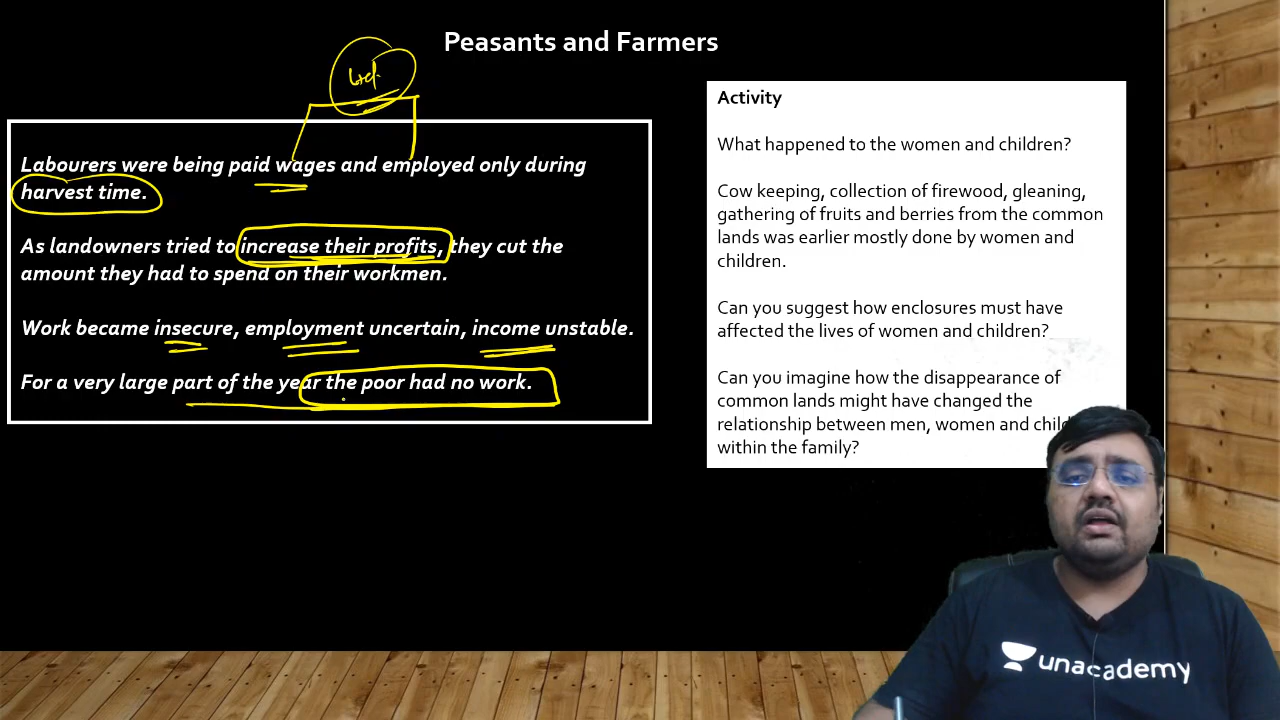 Peasants and Farmers
Labourers were being paid wages and employed only during
harvest time.
As landowners tried to increase their profits, they cut the
amount they had to spend on their workmen.
Work became insecure, employment uncertain, income unstable.
For a very large part of the year the poor had no work.
Activity
What happened to the women and children?
Cow keeping, collection of firewood, gleaning,
gathering of fruits and berries from the common
lands was earlier mostly done by women and
children.
Can you suggest how enclosures must have
affected the lives of women and children?
Can you imagine how the disappearance of
common lands might have changed the
relationship between men, women and
within the family?
unacademy